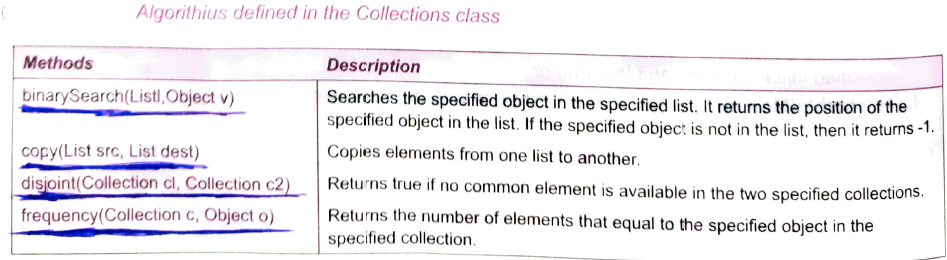 Algorithius defined in the Collections class
Methods
Description
binarySearch(Listl,Object v)
Searches the specified object in the specified list. It returns the position of the
specified object in the list. If the specified object is not in the list, then it returns -1.
copy(List src, List dest)
Copies elements from one list to another.
disjoint(Collection cl, Collection c2)
Returns true if no common element is available in the two specified collections.
frequency(Collection c, Object o)
Returns the number of elements that equal to the specified object in the
specified collection.